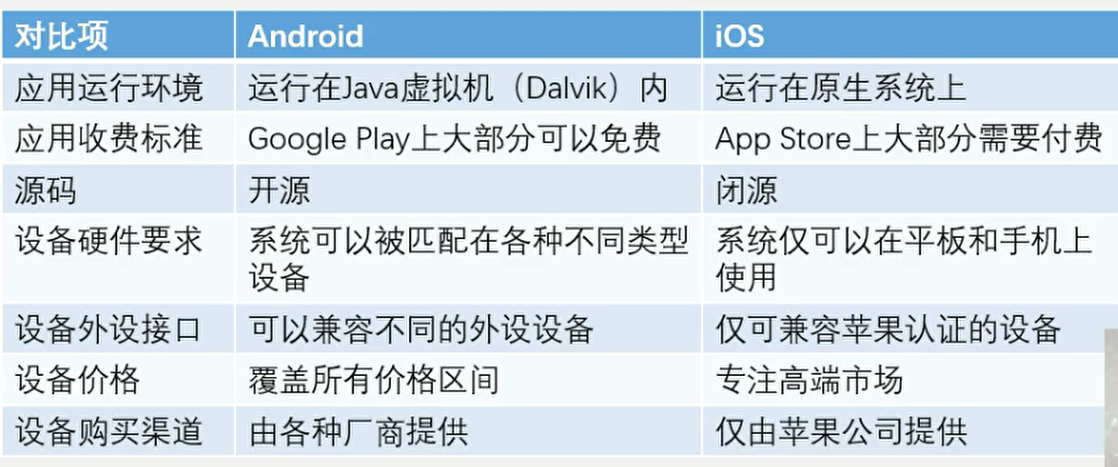 对比项 Android iOS
应用运行环境 运行在Java虚拟机（Dalvik）内 运行在原生系统上
应用收费标准 Google Play上大部分可以免费 App Store上大部分需要付费
源码 开源 闭源
设备硬件要求 系统可以被匹配在各种不同类型 系统仅可以在平板和手机上
设备 使用
设备外设接口 可以兼容不同的外设设备 仅可兼容苹果认证的设备
设备价格 覆盖所有价格区间 专注高端市场
设备购买渠道 由各种厂商提供 仅由苹果公司提供